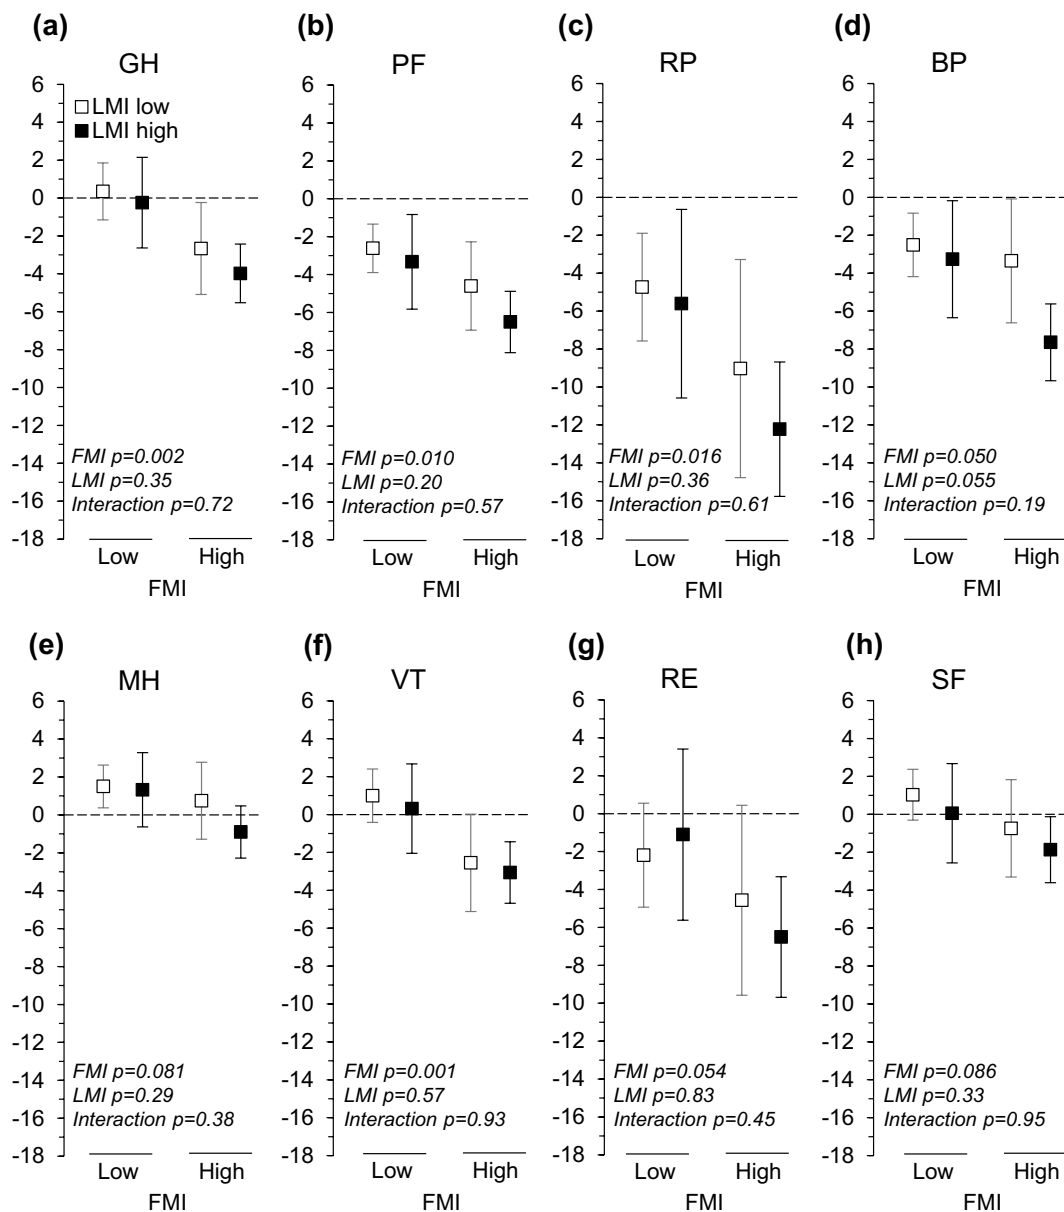 (a)
GH
6
4
2
0
-2
-4
-6
-8
-10
-12
-14
-16
-18
LMI low
LMI high
FMI p=0.002
LMI p=0.35
Interaction p=0.72
Low High
FMI
(b)
PF
6
4
2
0
-2
-4
-6
-8
-10
-12
-14
-16
-18
FMI p=0.010
LMI p=0.20
Interaction p=0.57
Low High
FMI
(c)
RP
6
4
2
0
-2
-4
-6
-8
-10
-12
-14
-16
-18
FMI p=0.016
LMI p=0.36
Interaction p=0.61
Low High
FMI
(d)
BP
6
4
2
0
-2
-4
-6
-8
-10
-12
-14
-16
-18
FMI p=0.050
LMI p=0.055
Interaction p=0.19
Low High
FMI
(e)
MH
6
4
2
0
-2
-4
-6
-8
-10
-12
-14
-16
-18
FMI p=0.081
LMI p=0.29
Interaction p=0.38
Low High
FMI
(f)
VT
6
4
2
0
-2
-4
-6
-8
-10
-12
-14
-16
-18
FMI p=0.001
LMI p=0.57
Interaction p=0.93
Low High
FMI
(g)
RE
6
4
2
0
-2
-4
-6
-8
-10
-12
-14
-16
-18
FMI p=0.054
LMI p=0.83
Interaction p=0.45
Low High
FMI
(h)
SF
6
4
2
0
-2
-4
-6
-8
-10
-12
-14
-16
-18
FMI p=0.086
LMI p=0.33
Interaction p=0.95
Low High
FMI